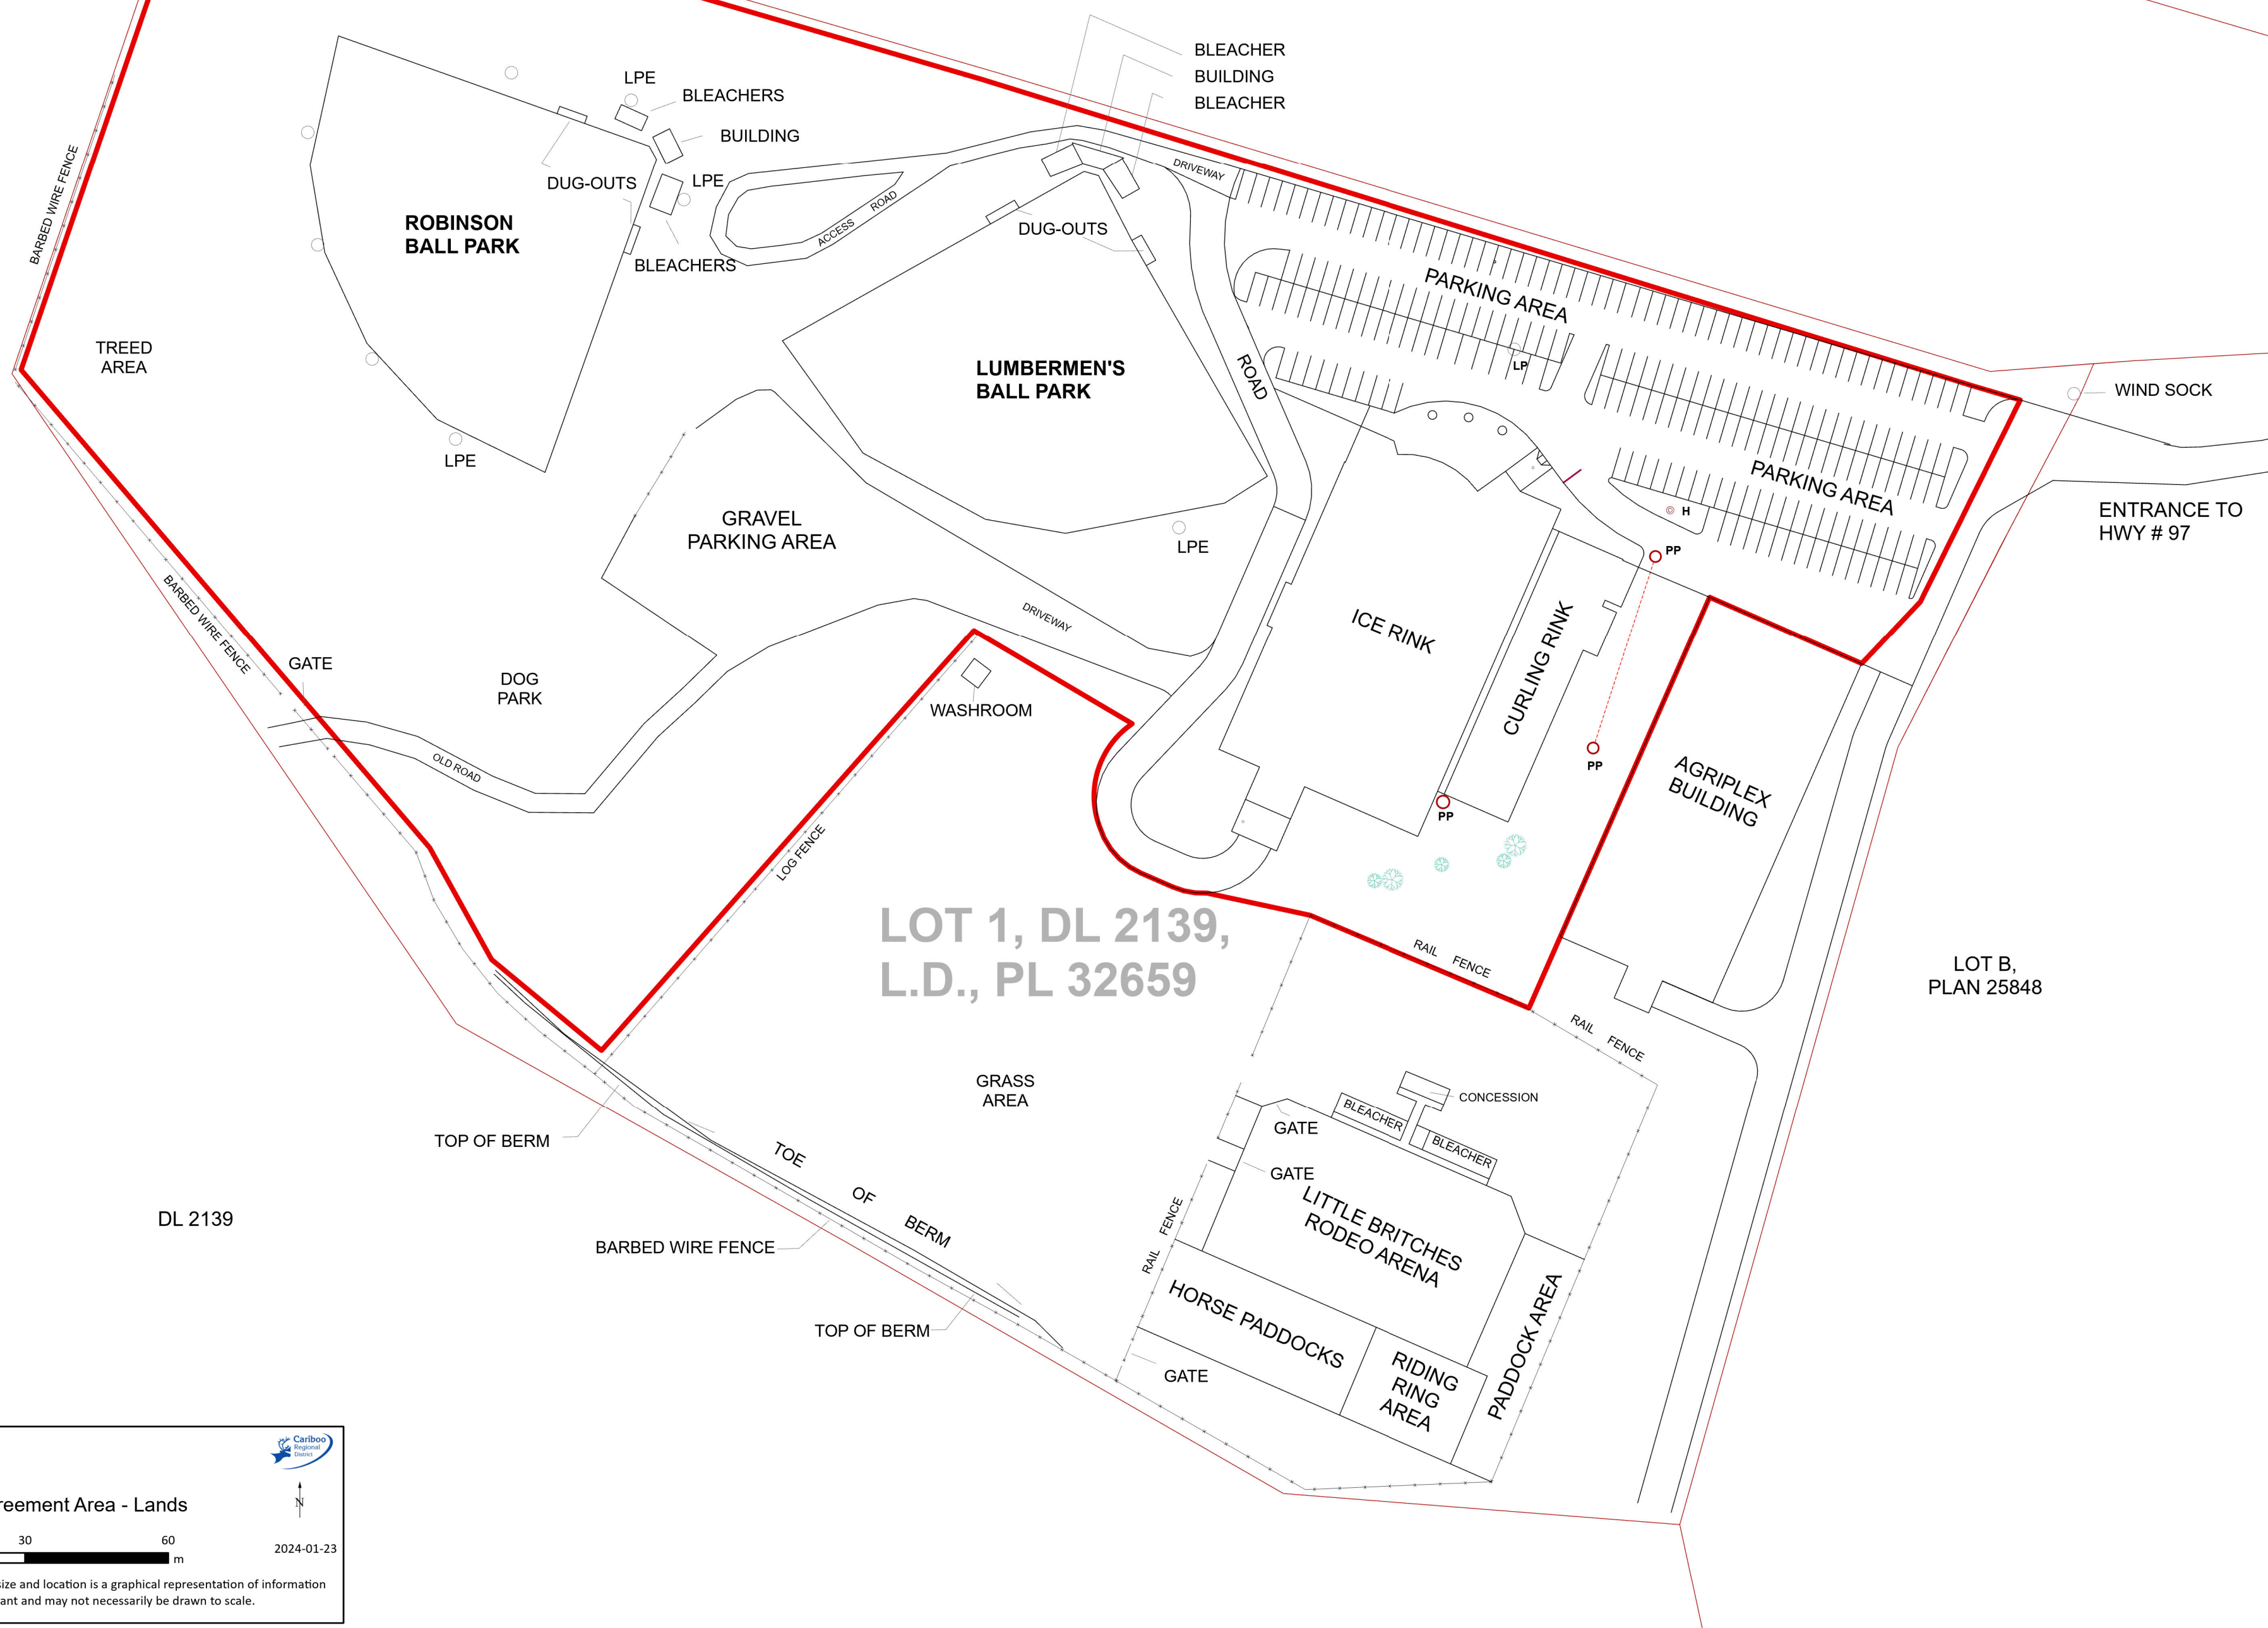 BLEACHER
BUILDING
BLEACHER
LPE
BLEACHERS
BUILDING
DUG-OUTS
LPE
BLEACHERS
BARBED WIRE FENCE
ROBINSON
BALL PARK
ACCESS ROAD
DRIVEWAY
DUG-OUTS
PARKING AREA
TREED
AREA
LUMBERMEN'S
BALL PARK
ROAD
LP
WIND SOCK
LPE
PARKING AREA
H
ENTRANCE TO
HWY # 97
GRAVEL
PARKING AREA
LPE
PP
BARBED WIRE FENCE
DRIVEWAY
ICE RINK
CURLING RINK
GATE
DOG
PARK
WASHROOM
OLD ROAD
PP
AGRIPLEX
BUILDING
PP
LOG FENCE
LOT 1, DL 2139,
L.D., PL 32659
RAIL FENCE
LOT B,
PLAN 25848
RAIL FENCE
GRASS
AREA
CONCESSION
BLEACHER
BLEACHER
GATE
GATE
TOP OF BERM
TOE OF BERM
LITTLE BRITCHES
RODEO ARENA
DL 2139
BARBED WIRE FENCE
RAIL FENCE
HORSE PADDOCKS
PADDOCK AREA
TOP OF BERM
RIDING
RING
AREA
GATE
Cariboo
Regional
District
reement Area - Lands
N
30 60
m
2024-01-23
size and location is a graphical representation of information
ant and may not necessarily be drawn to scale.